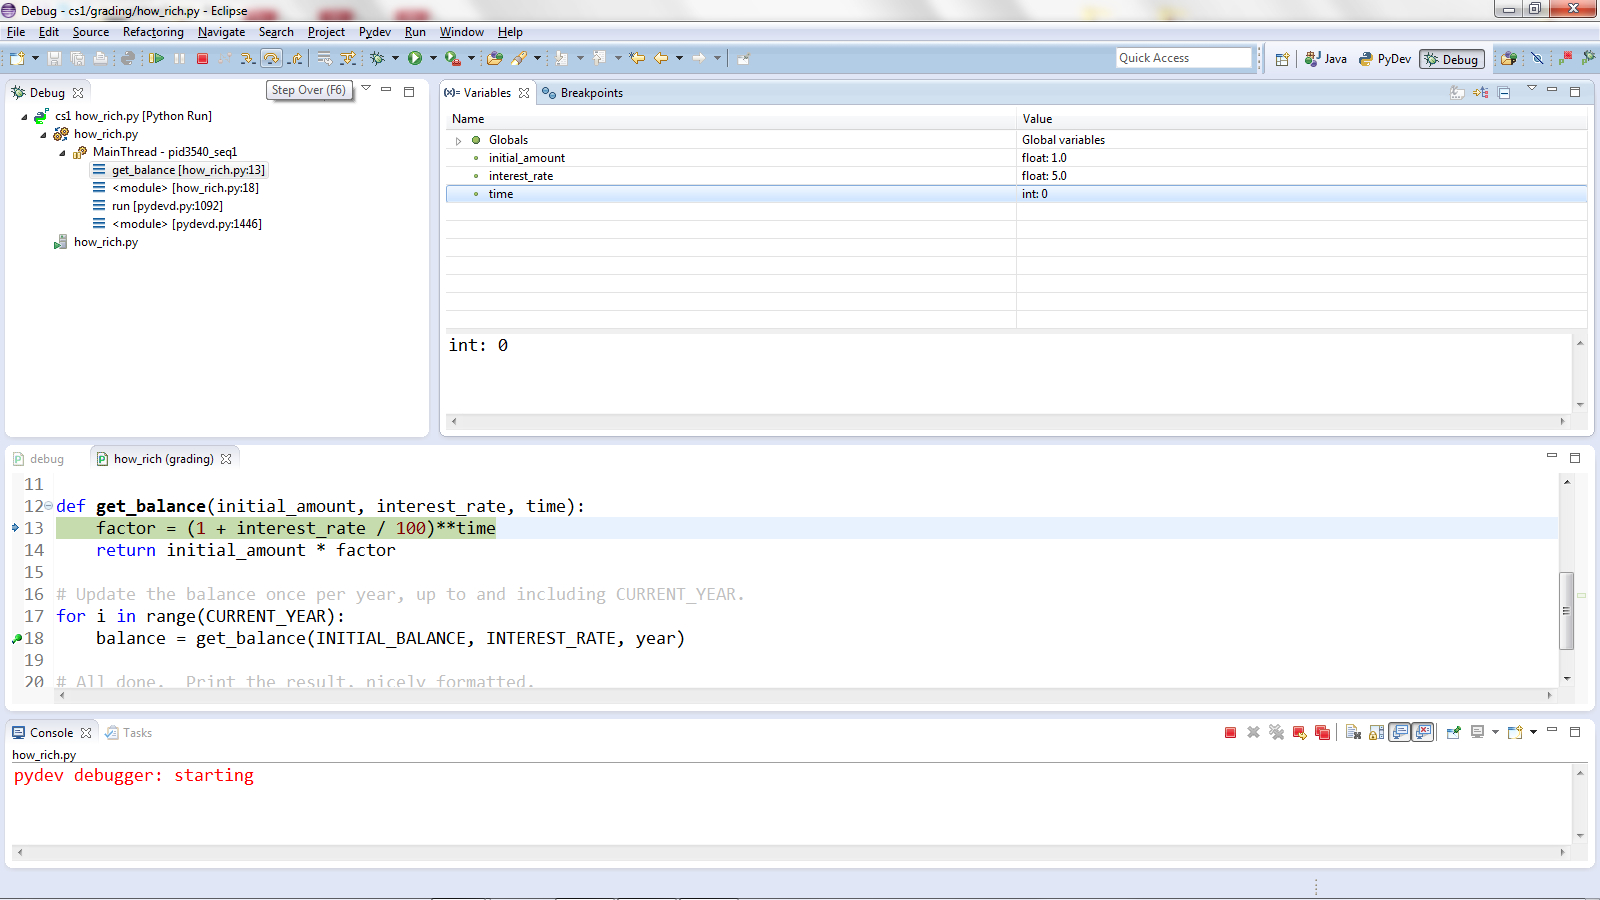 Debug - cs1/grading/how_rich.py - Eclipse
File Edit Source Refactoring Navigate Search Project Pydev Run Window Help
Quick Access
Java PyDev Debug
Debug
Step Over (F6)
cs1 how_rich.py [Python Run]
how_rich.py
MainThread - pid3540_seq1
get_balance [how_rich.py:13]
<module> [how_rich.py:18]
run [pydevd.py:1092]
<module> [pydevd.py:1446]
how_rich.py
(x)= Variables Breakpoints
Name Value
Globals Global variables
initial_amount float: 1.0
interest_rate float: 5.0
time int: 0
int: 0
debug how_rich (grading)
11
12 def get_balance(initial_amount, interest_rate, time):
13 factor = (1 + interest_rate / 100)**time
14 return initial_amount * factor
15
16 # Update the balance once per year, up to and including CURRENT_YEAR.
17 for i in range(CURRENT_YEAR):
18 balance = get_balance(INITIAL_BALANCE, INTEREST_RATE, year)
19
20 # All done. Print the result, nicely formatted.
Console Tasks
how_rich.py
pydev debugger: starting